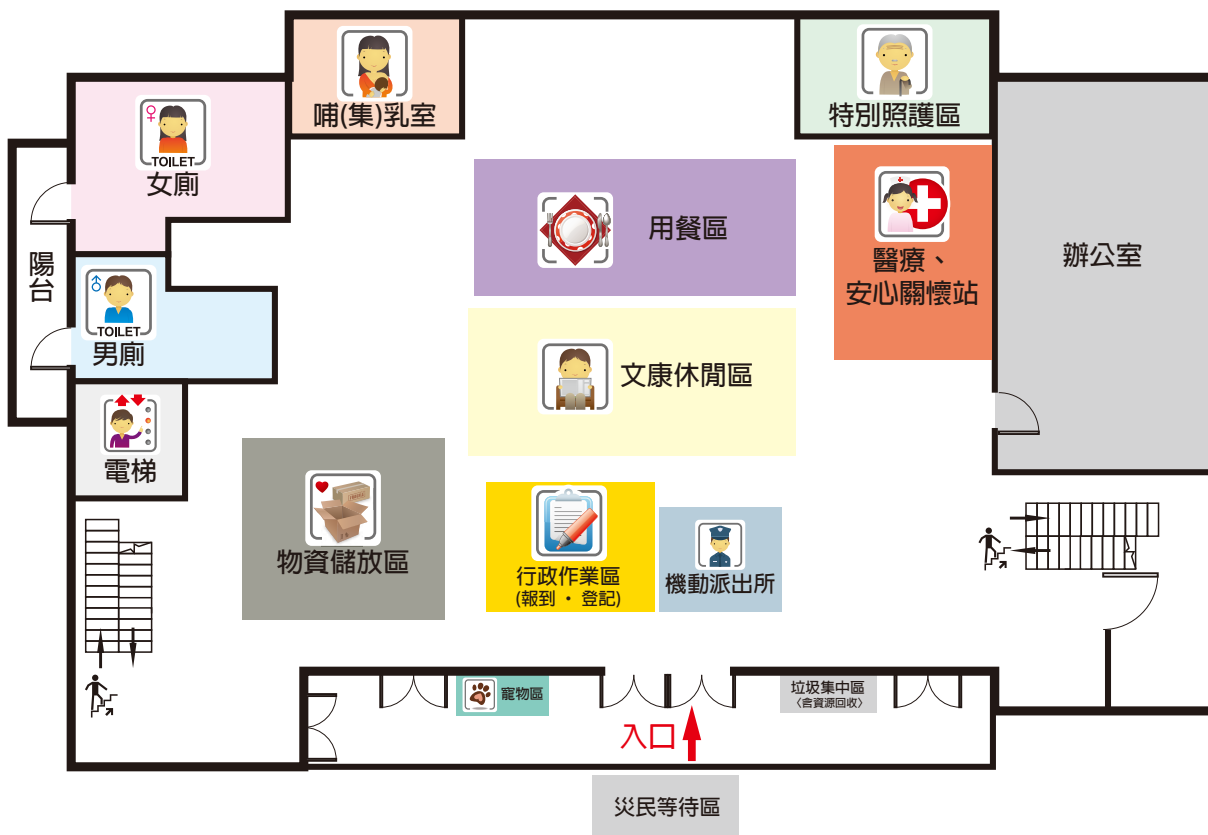 哺(集)乳室
特別照護區
TOILET
女廁
用餐區
醫療、
安心關懷站
辦公室
陽台
TOILET
男廁
文康休閒區
電梯
物資儲放區
行政作業區
(報到 ・ 登記)
機動派出所
寵物區
垃圾集中區
〈含資源回收〉
入口
災民等待區